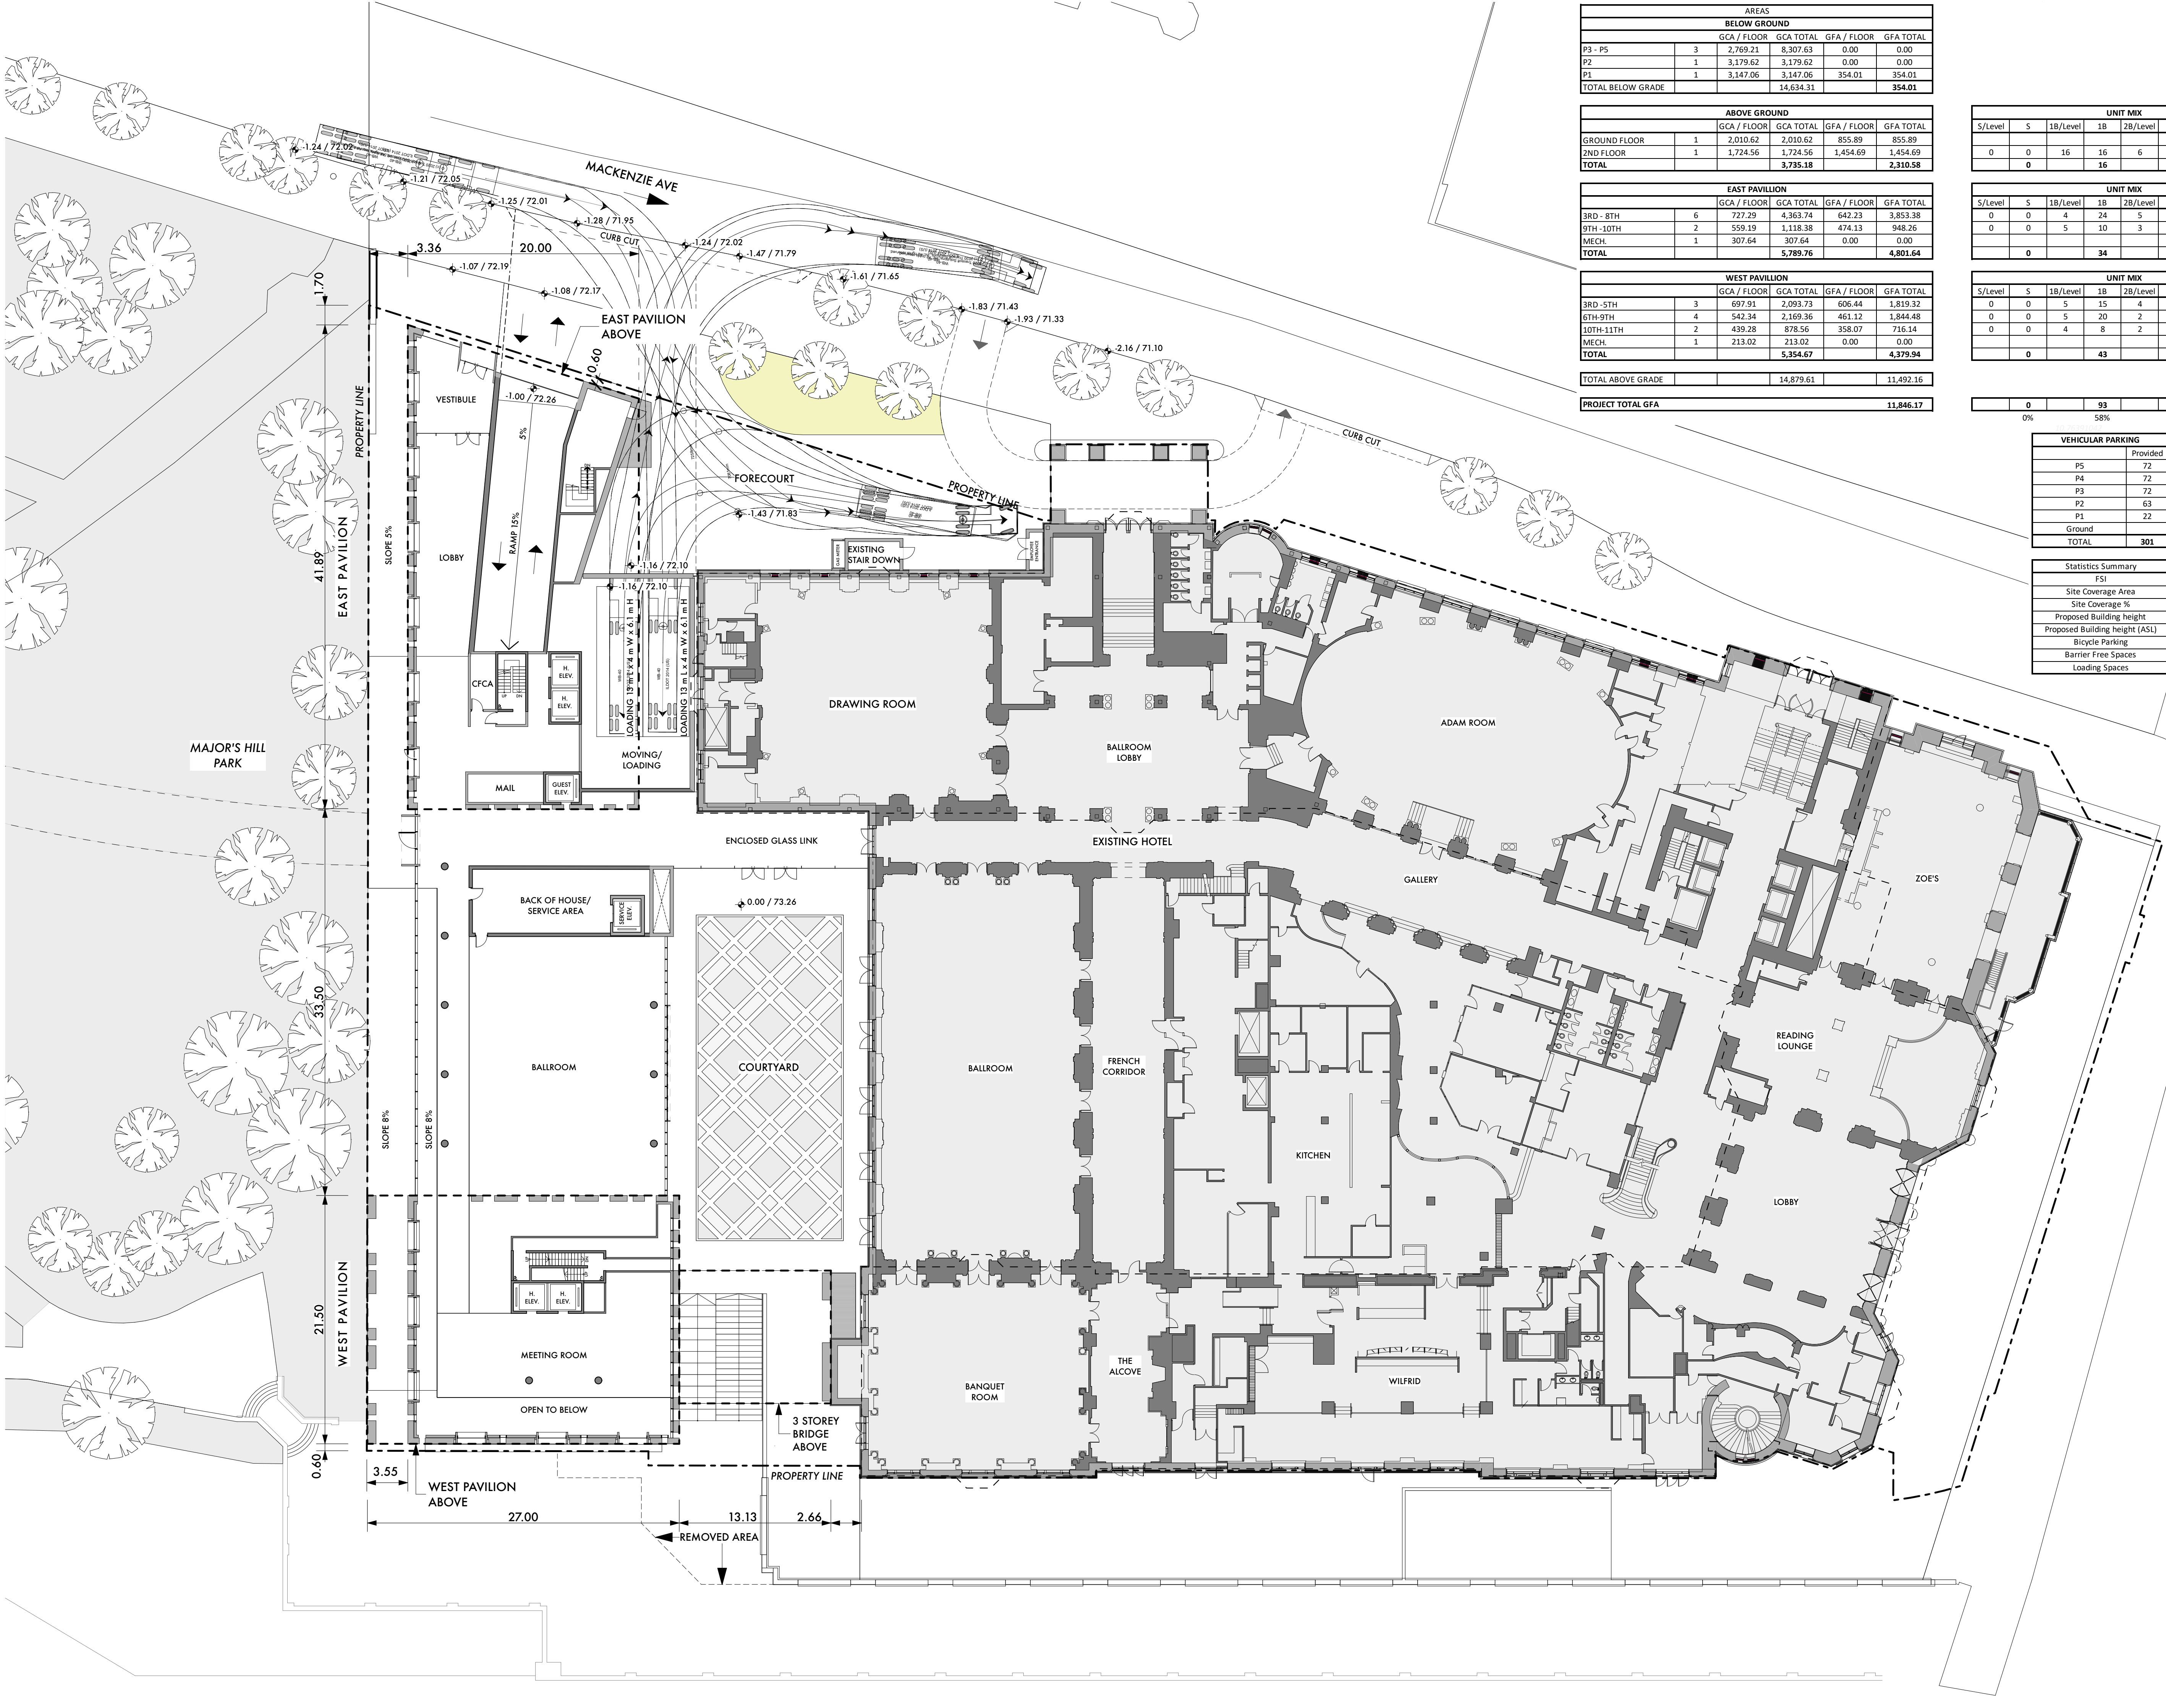 AREAS
BELOW GROUND
GCA / FLOOR GCA TOTAL GFA / FLOOR GFA TOTAL
P3 - P5 3 2,769.21 8,307.63 0.00 0.00
P2 1 3,179.62 3,179.62 0.00 0.00
P1 1 3,147.06 3,147.06 354.01 354.01
TOTAL BELOW GRADE 14,634.31 354.01
ABOVE GROUND
GCA / FLOOR GCA TOTAL GFA / FLOOR GFA TOTAL
GROUND FLOOR 1 2,010.62 2,010.62 855.89 855.89
2ND FLOOR 1 1,724.56 1,724.56 1,454.69 1,454.69
TOTAL 3,735.18 2,310.58
UNIT MIX
S/Level S 1B/Level 1B 2B/Level
0 0 16 16 6
0 16
EAST PAVILLION
GCA / FLOOR GCA TOTAL GFA / FLOOR GFA TOTAL
3RD - 8TH 6 727.29 4,363.74 642.23 3,853.38
9TH -10TH 2 559.19 1,118.38 474.13 948.26
MECH. 1 307.64 307.64 0.00 0.00
TOTAL 5,789.76 4,801.64
UNIT MIX
S/Level S 1B/Level 1B 2B/Level
0 0 4 24 5
0 0 5 10 3
0 34
WEST PAVILLION
GCA / FLOOR GCA TOTAL GFA / FLOOR GFA TOTAL
3RD -5TH 3 697.91 2,093.73 606.44 1,819.32
6TH-9TH 4 542.34 2,169.36 461.12 1,844.48
10TH-11TH 2 439.28 878.56 358.07 716.14
MECH. 1 213.02 213.02 0.00 0.00
TOTAL 5,354.67 4,379.94
UNIT MIX
S/Level S 1B/Level 1B 2B/Level
0 0 5 15 4
0 0 5 20 2
0 0 4 8 2
0 43
TOTAL ABOVE GRADE 14,879.61 11,492.16
PROJECT TOTAL GFA 11,846.17
0 93
0% 58%
VEHICULAR PARKING
Provided
P5 72
P4 72
P3 72
P2 63
P1 22
Ground
TOTAL 301
Statistics Summary
FSI
Site Coverage Area
Site Coverage %
Proposed Building height
Proposed Building height (ASL)
Bicycle Parking
Barrier Free Spaces
Loading Spaces
MACKENZIE AVE
-1.24 / 72.02
-1.21 / 72.05
-1.25 / 72.01
-1.28 / 71.95
CURB CUT
-1.24 / 72.02
-1.47 / 71.79
-1.61 / 71.65
-1.83 / 71.43
-1.93 / 71.33
-2.16 / 71.10
CURB CUT
3.36
20.00
-1.07 / 72.19
-1.08 / 72.17
1.70
EAST PAVILION
ABOVE
0.60
PROPERTY LINE
VESTIBULE
-1.00 / 72.26
5%
RAMP 15%
FORECOURT
-1.43 / 71.83
PROPERTY LINE
41.89
EAST PAVILION
SLOPE 5%
LOBBY
-1.16 / 72.10
-1.16 / 72.10
GAS METER
EXISTING
STAIR DOWN
LOADING 13 m L x 4 m W x 6.1 m H
LOADING 13 m L x 4 m W x 6.1 m H
CFCA
UP
DN
H.
ELEV.
H.
ELEV.
MOVING/
LOADING
MAIL
GUEST
ELEV.
DRAWING ROOM
BALLROOM
LOBBY
ADAM ROOM
MAJOR'S HILL
PARK
ENCLOSED GLASS LINK
EXISTING HOTEL
GALLERY
ZOE'S
BACK OF HOUSE/
SERVICE AREA
SERVICE
ELEV.
0.00 / 73.26
33.50
SLOPE 8%
SLOPE 8%
BALLROOM
COURTYARD
BALLROOM
FRENCH
CORRIDOR
KITCHEN
READING
LOUNGE
LOBBY
21.50
WEST PAVILION
H.
ELEV.
H.
ELEV.
MEETING ROOM
OPEN TO BELOW
BANQUET
ROOM
THE
ALCOVE
WILFRID
3 STOREY
BRIDGE
ABOVE
0.60
3.55
PROPERTY LINE
WEST PAVILION
ABOVE
27.00
13.13
2.66
REMOVED AREA